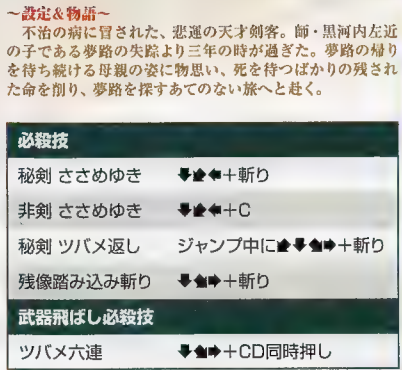 ~設定&物語~
不治の病に冒された、悲運の天才剣客。師・黒河内左近
の子である夢路の失踪より三年の時が過ぎた。夢路の帰り
を待ち続ける母親の姿に物思い、死を待つばかりの残され
た命を削り、夢路を探すあてのない旅へと赴く。
必殺技
秘剣 ささめゆき ⬇⬋⬅+斬り
非剣 ささめゆき ⬇⬋⬅+C
秘剣 ツバメ返し ジャンプ中に⬋⬇⬊➡+斬り
残像踏み込み斬り ⬇⬊➡+斬り
武器飛ばし必殺技
ツバメ六連 ⬇⬊➡+CD同時押し